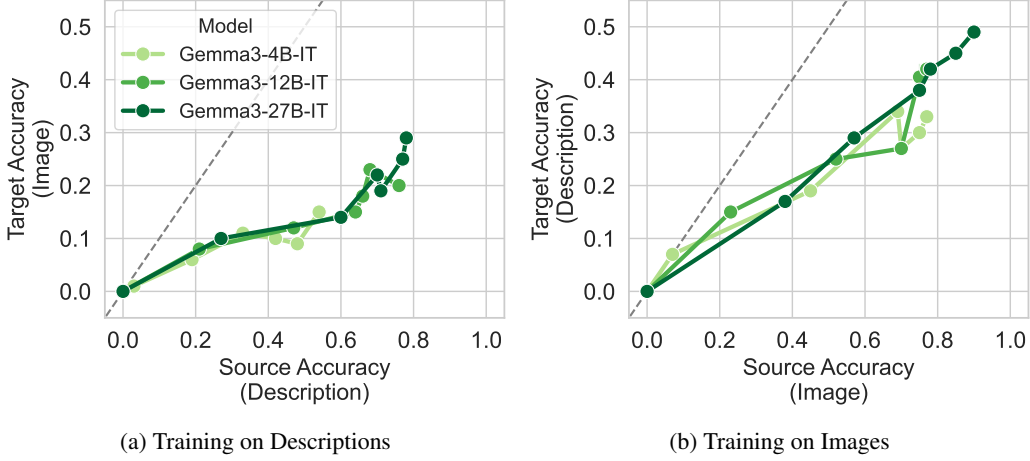 Model
Gemma3-4B-IT
Gemma3-12B-IT
Gemma3-27B-IT
Target Accuracy
(Image)
0.5
0.4
0.3
0.2
0.1
0.0
0.0 0.2 0.4 0.6 0.8 1.0
Source Accuracy
(Description)
(a) Training on Descriptions
Target Accuracy
(Description)
0.5
0.4
0.3
0.2
0.1
0.0
0.0 0.2 0.4 0.6 0.8 1.0
Source Accuracy
(Image)
(b) Training on Images